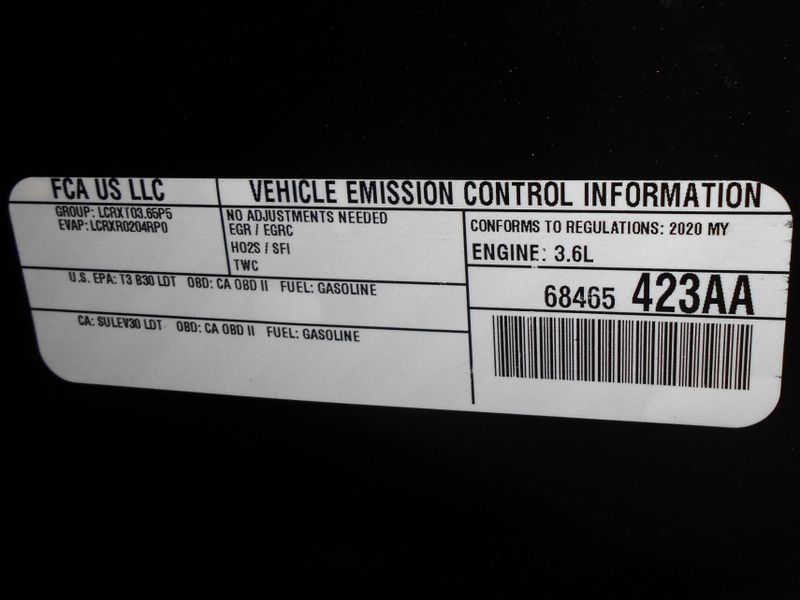 FCA US LLC
VEHICLE EMISSION CONTROL INFORMATION
GROUP: LCRXT03.65P5
EVAP: LCRXR0204RP0
NO ADJUSTMENTS NEEDED
EGR / EGRC
HO2S / SFI
TWC
CONFORMS TO REGULATIONS: 2020 MY
ENGINE: 3.6L
U.S. EPA: T3 B30 LDT OBD: CA OBD II FUEL: GASOLINE
68465 423AA
CA: SULEV30 LDT OBD: CA OBD II FUEL: GASOLINE